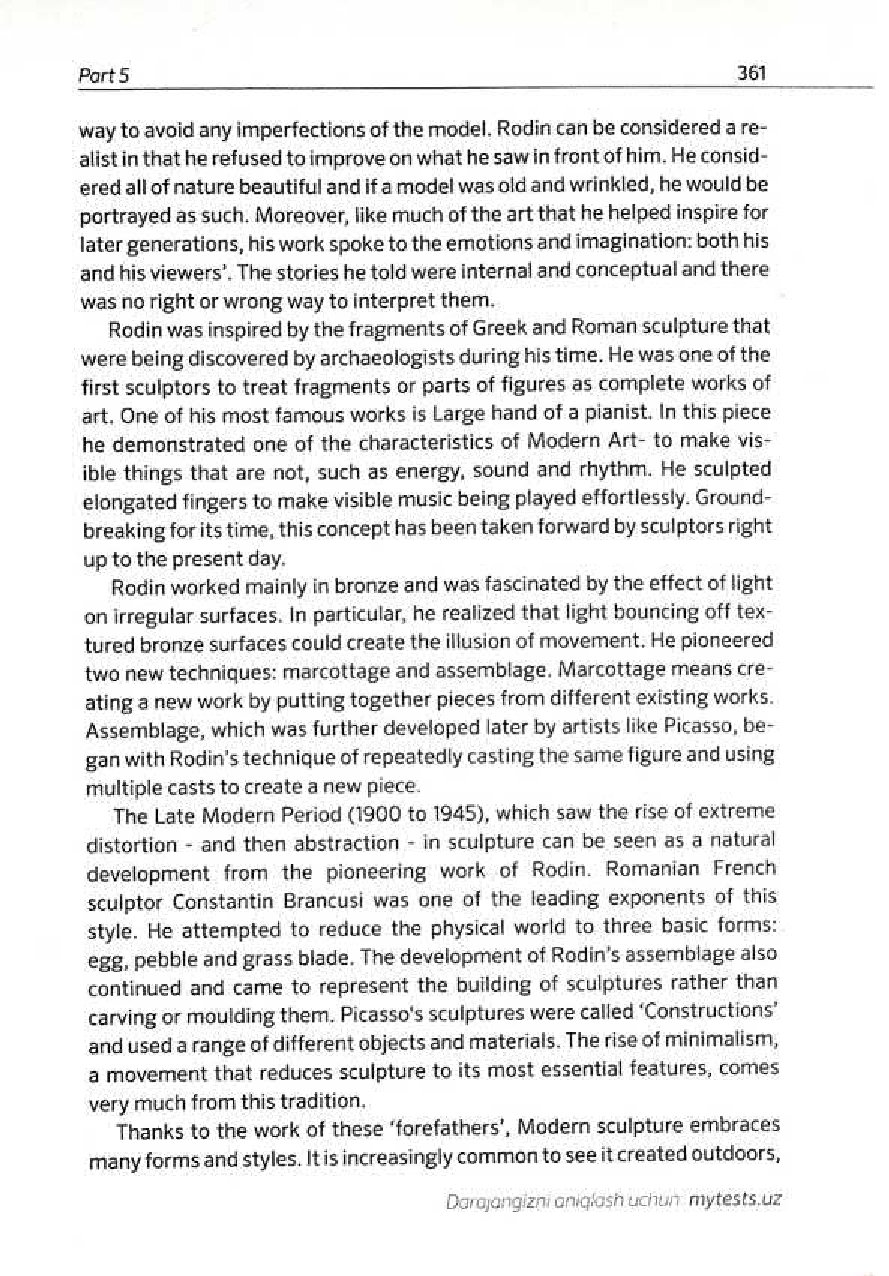 Part 5 361
way to avoid any imperfections of the model. Rodin can be considered a re-
alist in that he refused to improve on what he saw in front of him. He consid-
ered all of nature beautiful and if a model was old and wrinkled, he would be
portrayed as such. Moreover, like much of the art that he helped inspire for
later generations, his work spoke to the emotions and imagination: both his
and his viewers'. The stories he told were internal and conceptual and there
was no right or wrong way to interpret them.
Rodin was inspired by the fragments of Greek and Roman sculpture that
were being discovered by archaeologists during his time. He was one of the
first sculptors to treat fragments or parts of figures as complete works of
art. One of his most famous works is Large hand of a pianist. In this piece
he demonstrated one of the characteristics of Modern Art- to make vis-
ible things that are not, such as energy, sound and rhythm. He sculpted
elongated fingers to make visible music being played effortlessly. Ground-
breaking for its time, this concept has been taken forward by sculptors right
up to the present day.
Rodin worked mainly in bronze and was fascinated by the effect of light
on irregular surfaces. In particular, he realized that light bouncing off tex-
tured bronze surfaces could create the illusion of movement. He pioneered
two new techniques: marcottage and assemblage. Marcottage means cre-
ating a new work by putting together pieces from different existing works.
Assemblage, which was further developed later by artists like Picasso, be-
gan with Rodin's technique of repeatedly casting the same figure and using
multiple casts to create a new piece.
The Late Modern Period (1900 to 1945), which saw the rise of extreme
distortion - and then abstraction - in sculpture can be seen as a natural
development from the pioneering work of Rodin. Romanian French
sculptor Constantin Brancusi was one of the leading exponents of this
style. He attempted to reduce the physical world to three basic forms:
egg, pebble and grass blade. The development of Rodin's assemblage also
continued and came to represent the building of sculptures rather than
carving or moulding them. Picasso's sculptures were called 'Constructions'
and used a range of different objects and materials. The rise of minimalism,
a movement that reduces sculpture to its most essential features, comes
very much from this tradition.
Thanks to the work of these 'forefathers', Modern sculpture embraces
many forms and styles. It is increasingly common to see it created outdoors,
Darajangizni aniqlash uchun: mytests.uz